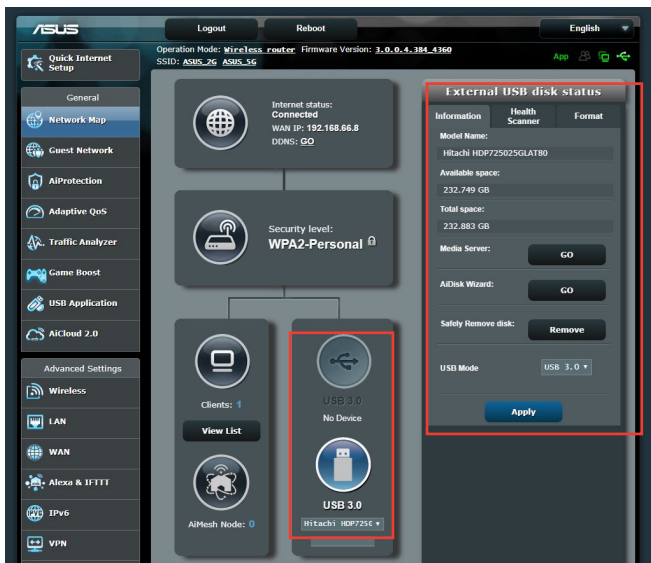 ASUS
Logout
Reboot
English
Quick Internet
Setup
Operation Mode: Wireless router Firmware Version: 3.0.0.4.384_4360
SSID: ASUS_2G ASUS_5G
App
General
Network Map
Guest Network
AiProtection
Adaptive QoS
Traffic Analyzer
Game Boost
USB Application
AiCloud 2.0
Advanced Settings
Wireless
LAN
WAN
Alexa & IFTTT
IPv6
VPN
Internet status:
Connected
WAN IP: 192.168.66.8
DDNS: GO
Security level:
WPA2-Personal
Clients: 1
View List
AiMesh Node: 0
USB 3.0
No Device
USB 3.0
Hitachi HDP725C
External USB disk status
Information
Health
Scanner
Format
Model Name:
Hitachi HDP725025GLAT80
Available space:
232.749 GB
Total space:
232.883 GB
Media Server:
GO
AiDisk Wizard:
GO
Safely Remove disk:
Remove
USB Mode
USB 3.0
Apply